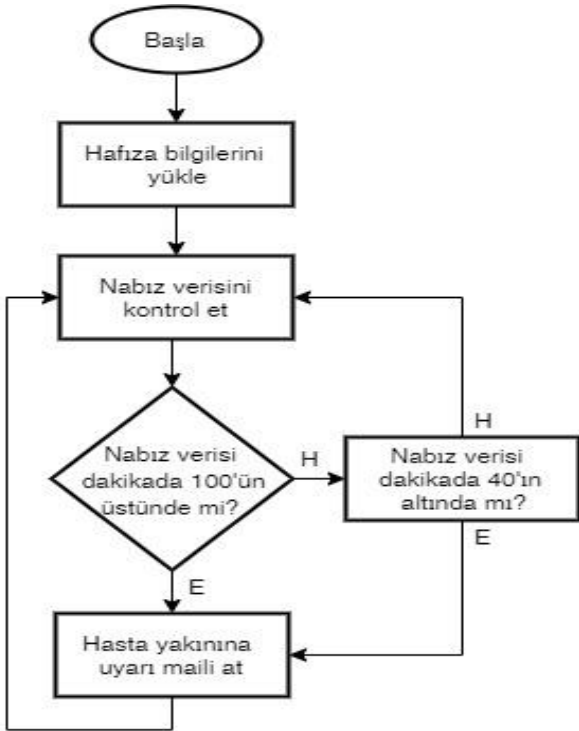 Başla
Hafıza bilgilerini
yükle
Nabız verisini
kontrol et
Nabız verisi
dakikada 100'ün
üstünde mi?
H
H
Nabız verisi
dakikada 40'ın
altında mı?
E
E
Hasta yakınına
uyarı maili at